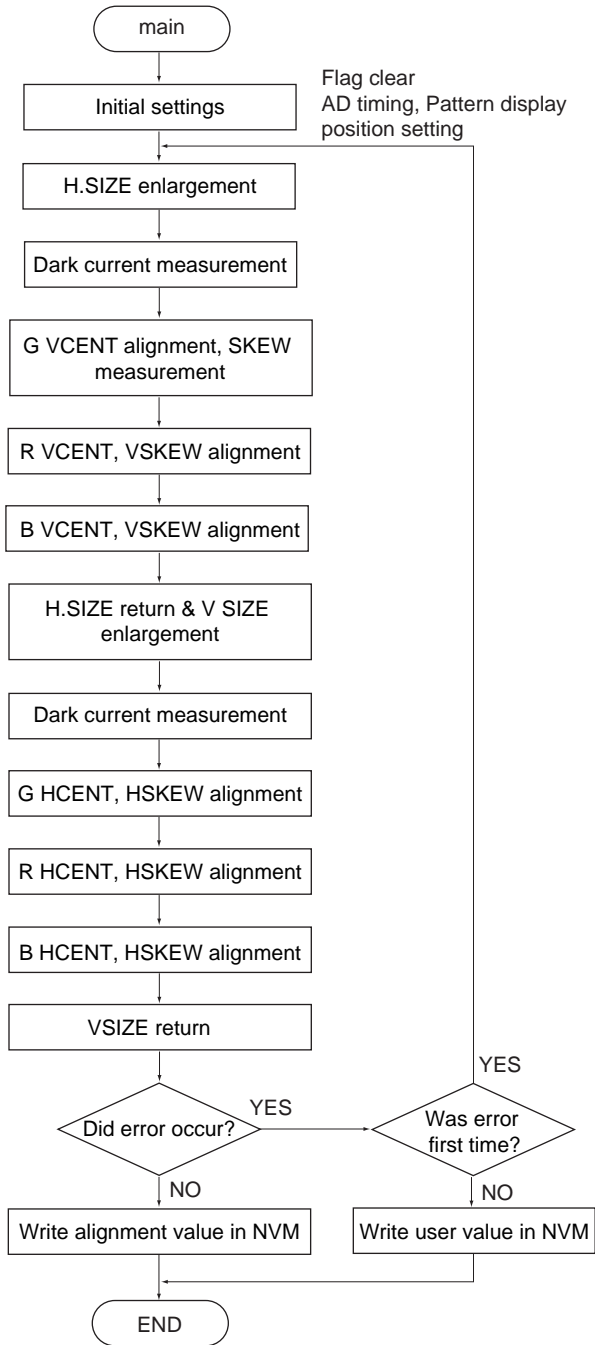 main
Initial settings
Flag clear
AD timing, Pattern display
position setting
H.SIZE enlargement
Dark current measurement
G VCENT alignment, SKEW
measurement
R VCENT, VSKEW alignment
B VCENT, VSKEW alignment
H.SIZE return & V SIZE
enlargement
Dark current measurement
G HCENT, HSKEW alignment
R HCENT, HSKEW alignment
B HCENT, HSKEW alignment
VSIZE return
Did error occur?
YES
Was error
first time?
YES
NO
NO
Write alignment value in NVM
Write user value in NVM
END